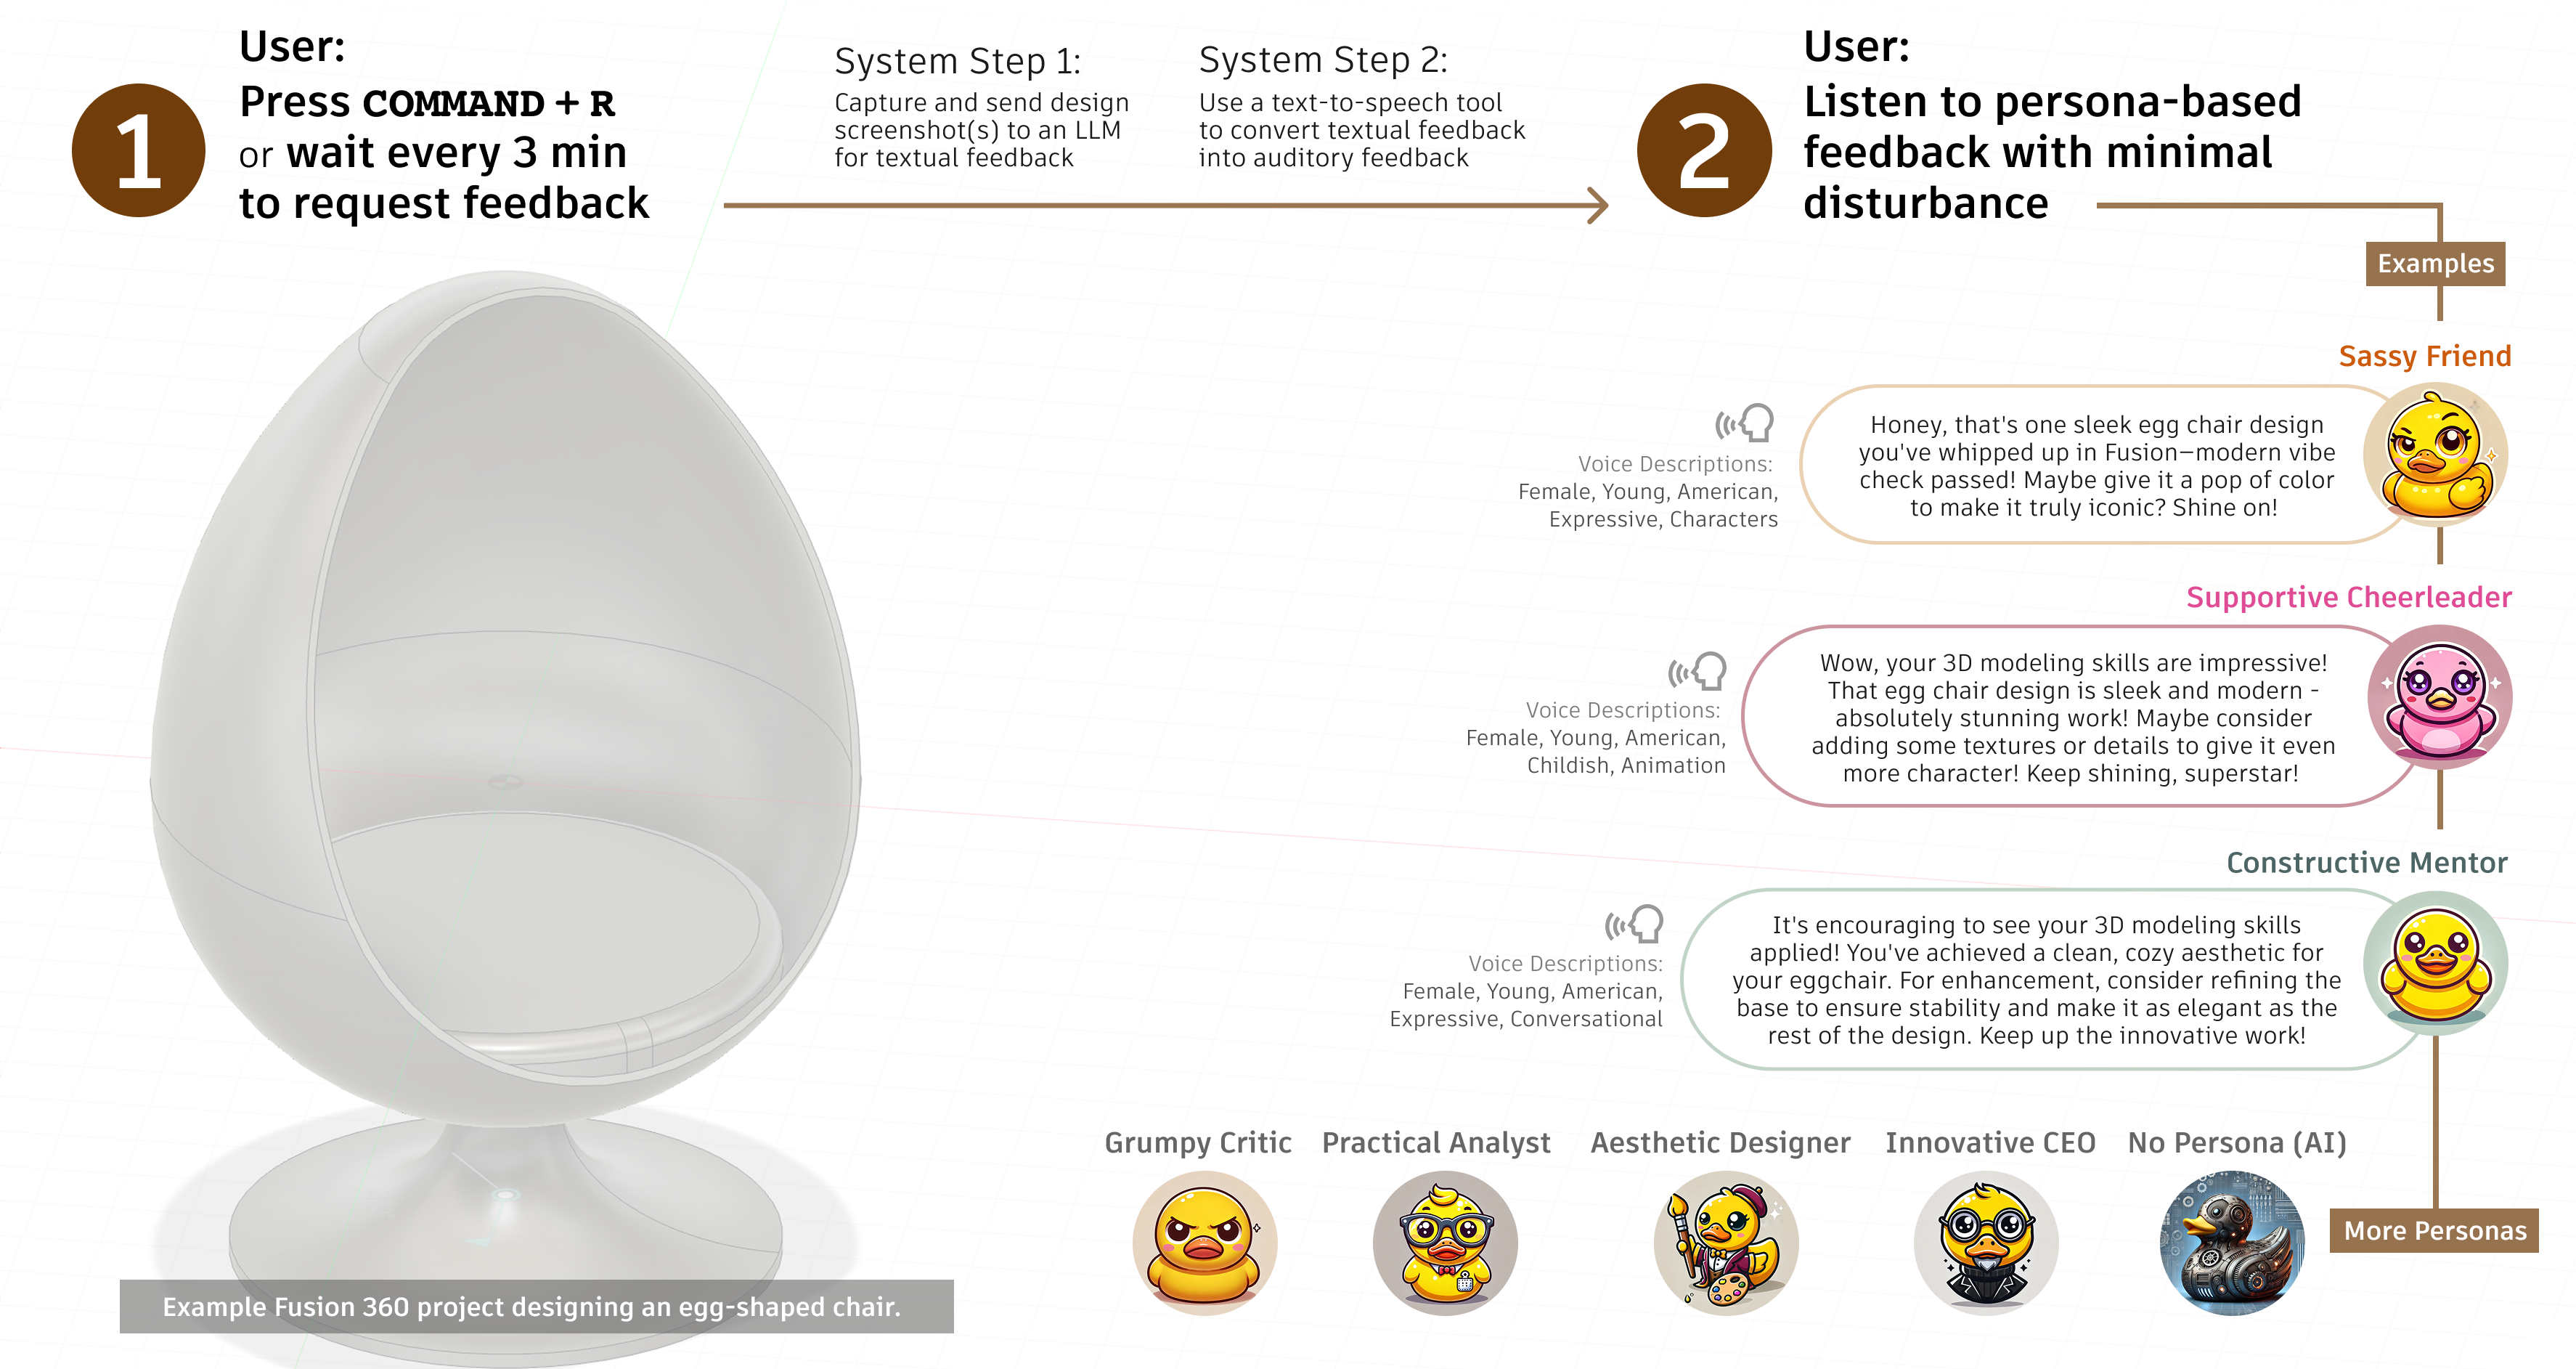 1
User:
Press COMMAND + R
or wait every 3 min
to request feedback
System Step 1:
Capture and send design
screenshot(s) to an LLM
for textual feedback
System Step 2:
Use a text-to-speech tool
to convert textual feedback
into auditory feedback
2
User:
Listen to persona-based
feedback with minimal
disturbance
Examples
Sassy Friend
Voice Descriptions:
Female, Young, American,
Expressive, Characters
Honey, that's one sleek egg chair design
you've whipped up in Fusion–modern vibe
check passed! Maybe give it a pop of color
to make it truly iconic? Shine on!
Supportive Cheerleader
Voice Descriptions:
Female, Young, American,
Childish, Animation
Wow, your 3D modeling skills are impressive!
That egg chair design is sleek and modern -
absolutely stunning work! Maybe consider
adding some textures or details to give it even
more character! Keep shining, superstar!
Constructive Mentor
Voice Descriptions:
Female, Young, American,
Expressive, Conversational
It's encouraging to see your 3D modeling skills
applied! You've achieved a clean, cozy aesthetic for
your eggchair. For enhancement, consider refining the
base to ensure stability and make it as elegant as the
rest of the design. Keep up the innovative work!
Grumpy Critic
Practical Analyst
Aesthetic Designer
Innovative CEO
No Persona (AI)
More Personas
Example Fusion 360 project designing an egg-shaped chair.